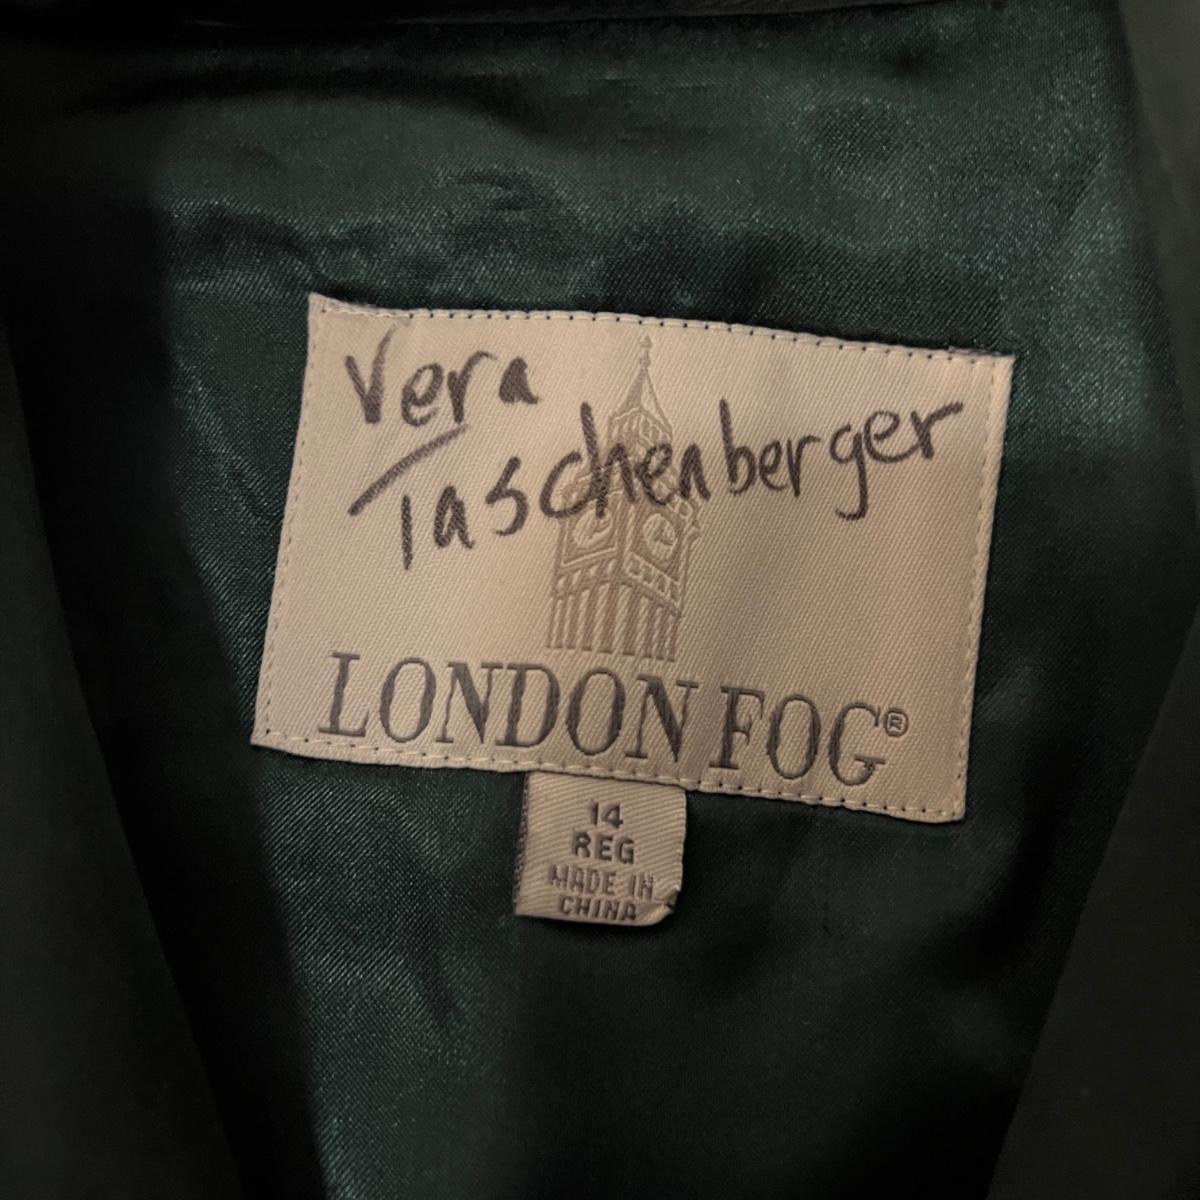 Vera
Taschenberger
LONDON FOG®
14
REG
MADE IN
CHINA